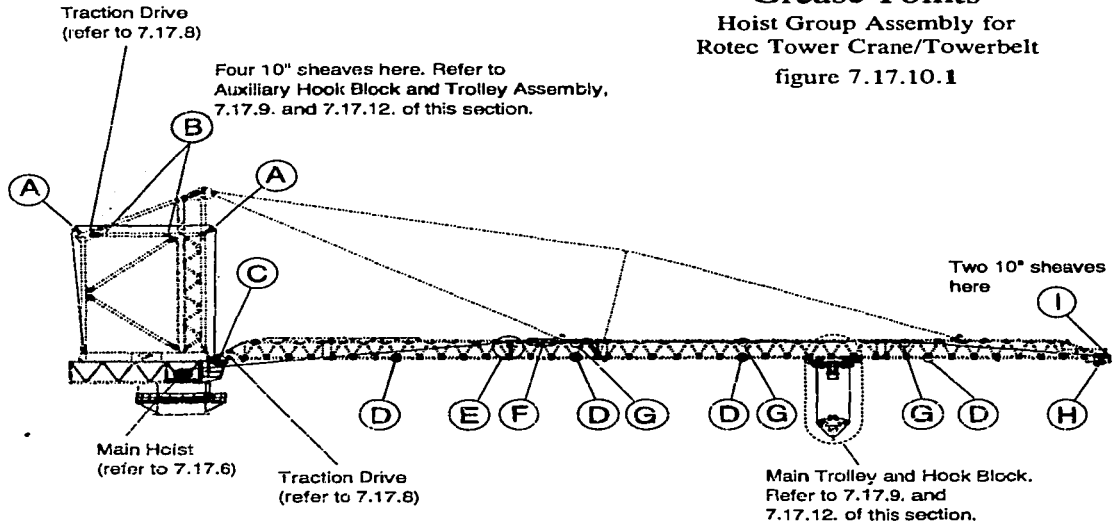 Grease Points
Hoist Group Assembly for
Rotec Tower Crane/Towerbelt
figure 7.17.10.1
Traction Drive
(refer to 7.17.8)
Four 10" sheaves here. Refer to
Auxiliary Hook Block and Trolley Assembly,
7.17.9. and 7.17.12. of this section.
B
A
A
C
Two 10" sheaves
here
I
D
E
F
D
G
D
G
G
D
H
Main Hoist
(refer to 7.17.6)
Traction Drive
(refer to 7.17.8)
Main Trolley and Hook Block.
Refer to 7.17.9. and
7.17.12. of this section.